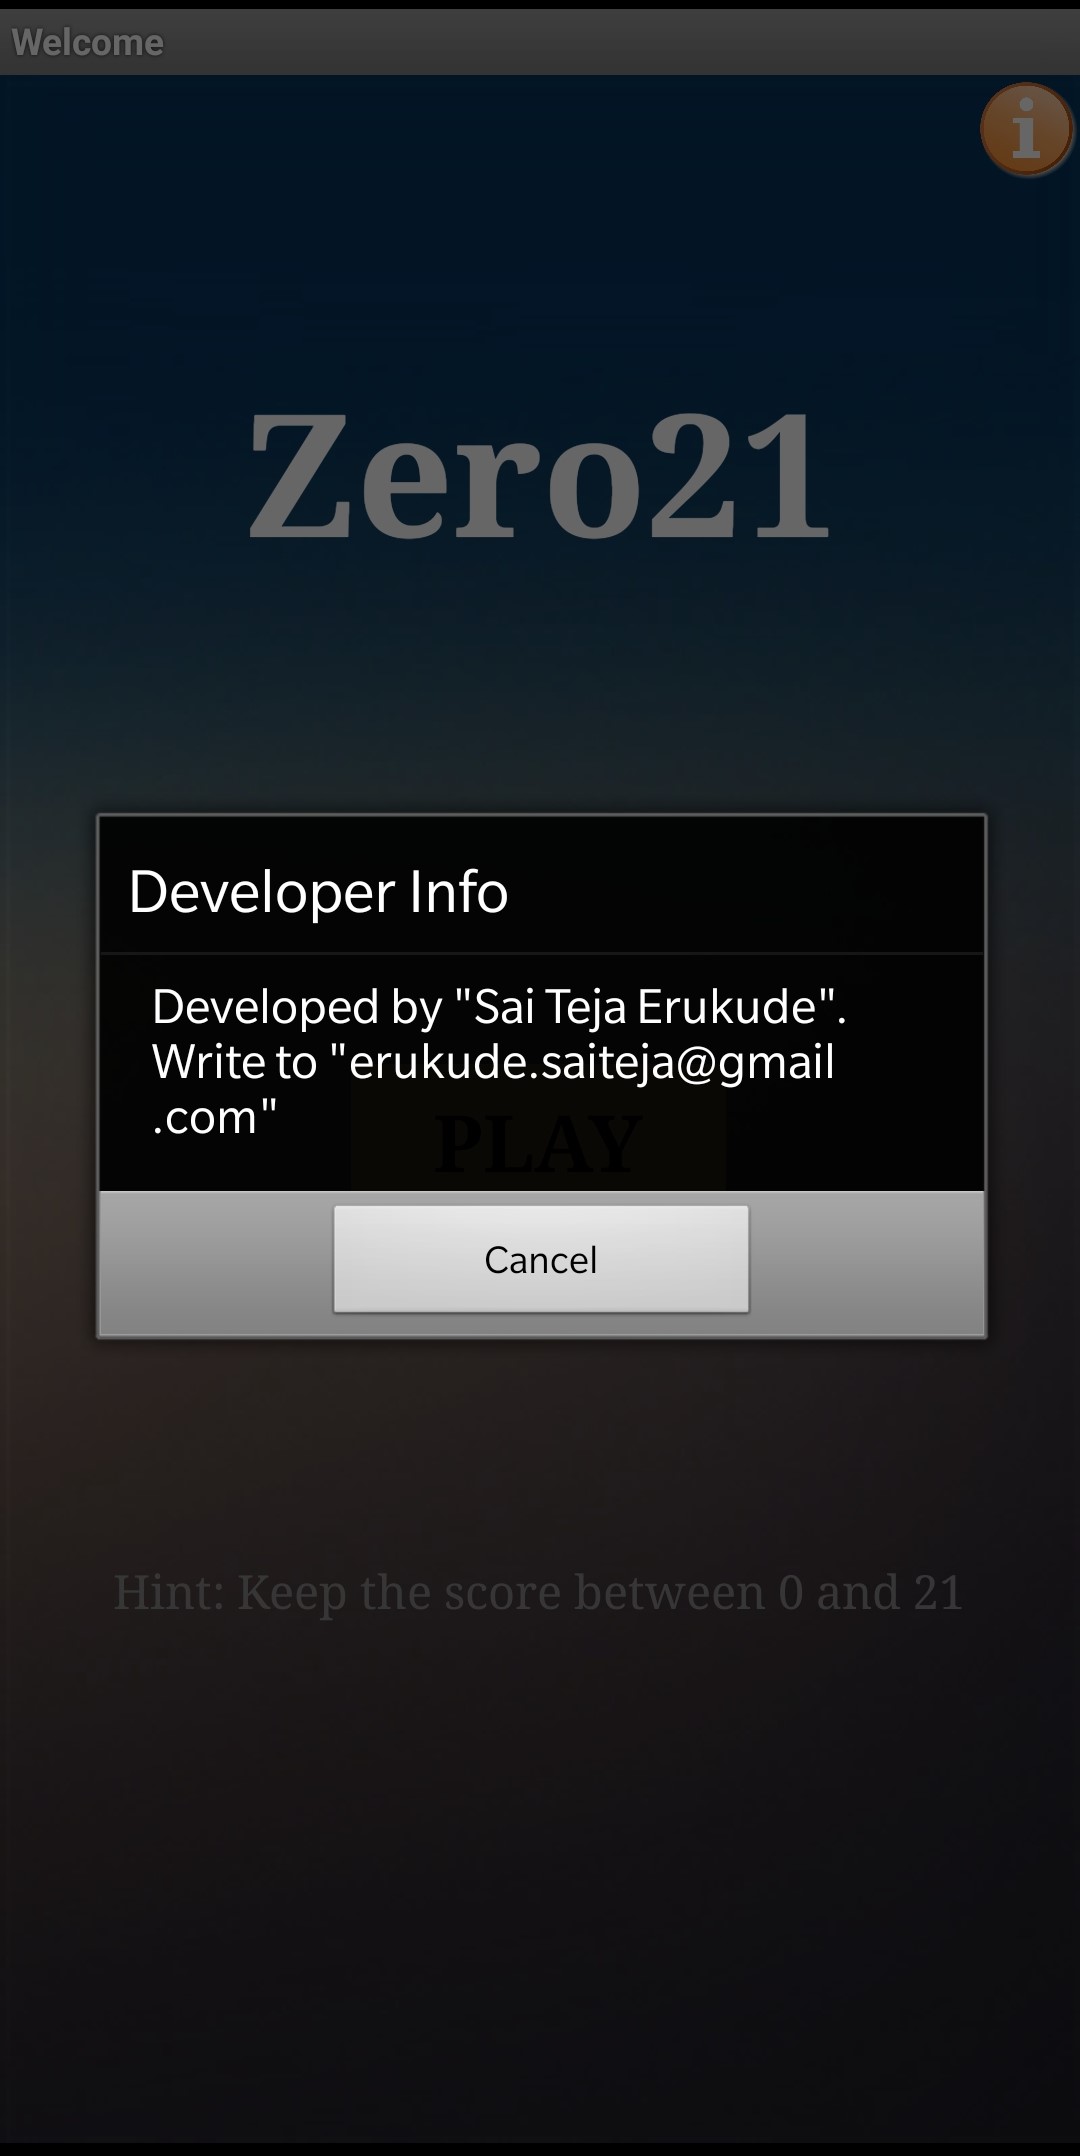 Welcome
i
Zero21
Developer Info
Developed by "Sai Teja Erukude".
Write to "erukude.saiteja@gmail
.com"
PLAY
Cancel
Hint: Keep the score between 0 and 21